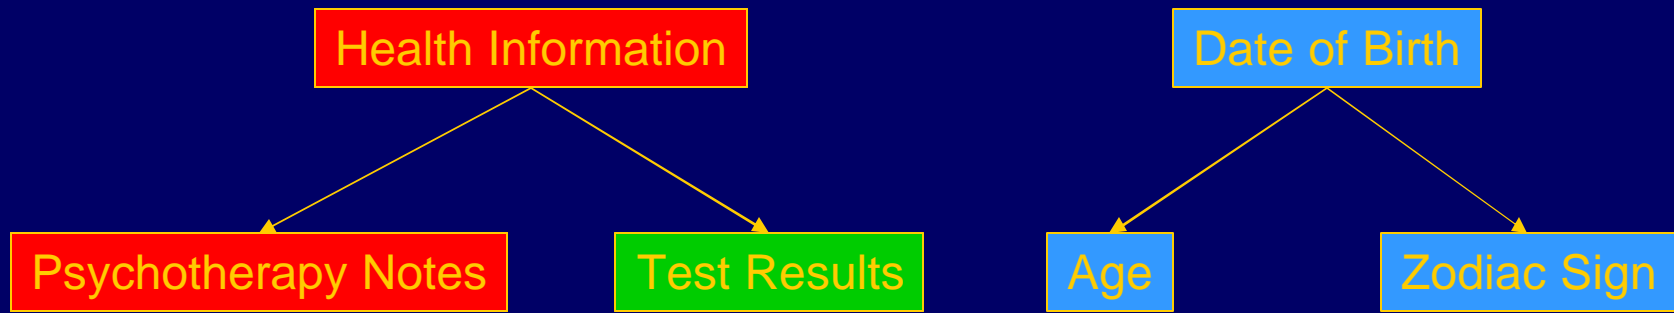 Health Information
Date of Birth
Psychotherapy Notes
Test Results
Age
Zodiac Sign